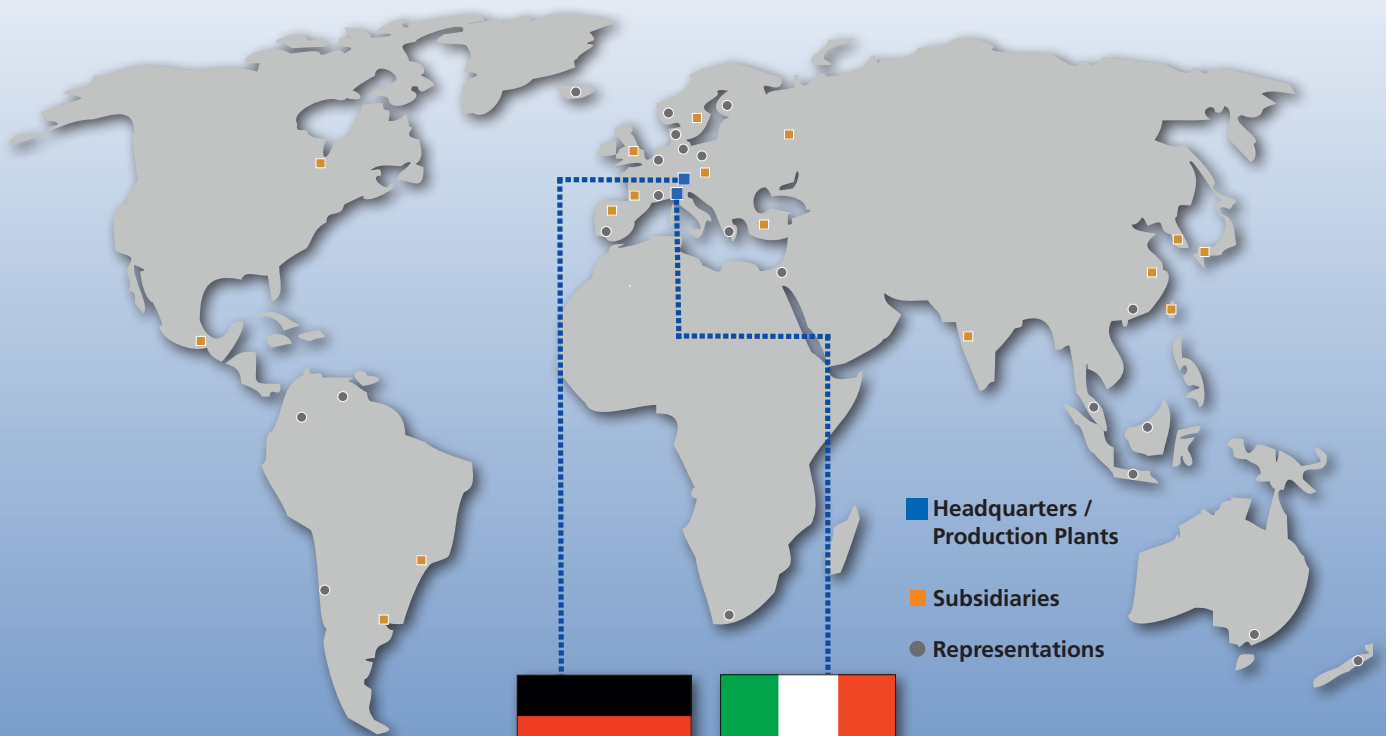 Headquarters /
Production Plants
Subsidiaries
Representations